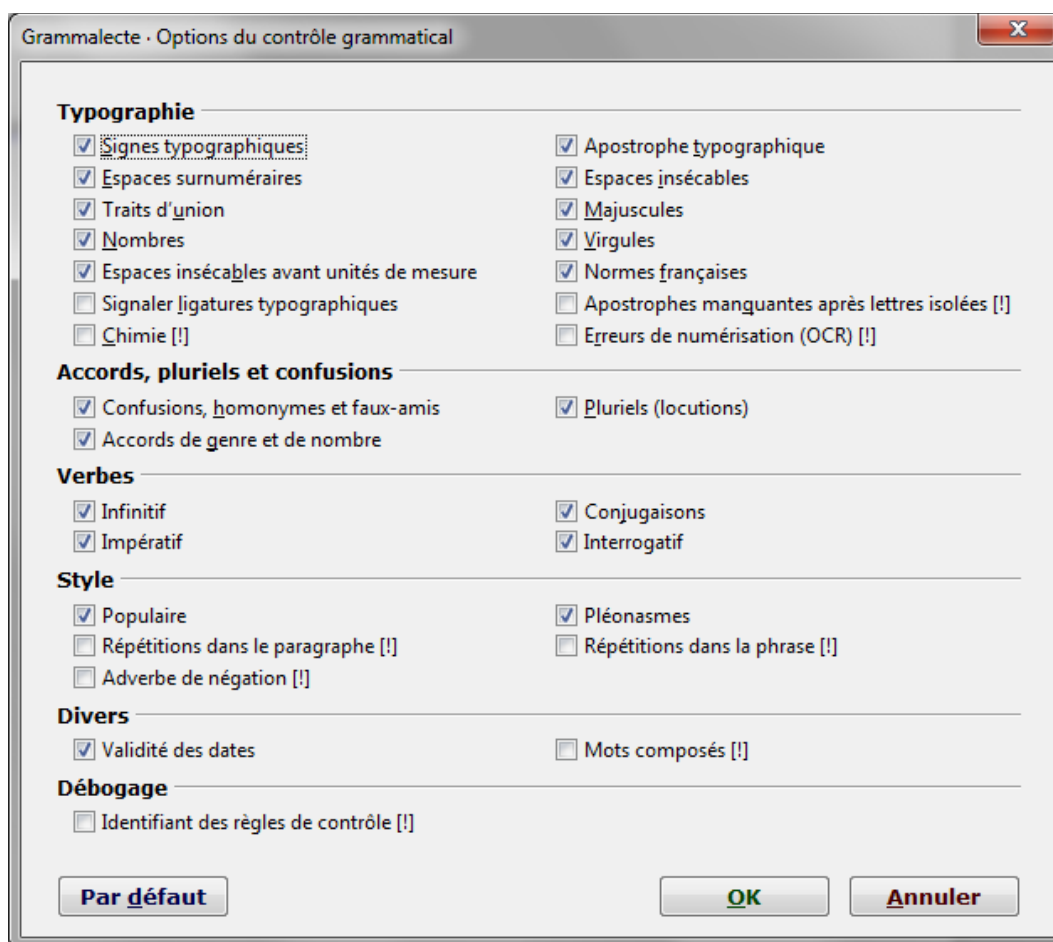 Grammalecte · Options du contrôle grammatical
Typographie
Signes typographiques Apostrophe typographique
Espaces surnuméraires Espaces insécables
Traits d’union Majuscules
Nombres Virgules
Espaces insécables avant unités de mesure Normes françaises
Signaler ligatures typographiques Apostrophes manquantes après lettres isolées [!]
Chimie [!] Erreurs de numérisation (OCR) [!]
Accords, pluriels et confusions
Confusions, homonymes et faux-amis Pluriels (locutions)
Accords de genre et de nombre
Verbes
Infinitif Conjugaisons
Impératif Interrogatif
Style
Populaire Pléonasmes
Répétitions dans le paragraphe [!] Répétitions dans la phrase [!]
Adverbe de négation [!]
Divers
Validité des dates Mots composés [!]
Débogage
Identifiant des règles de contrôle [!]
Par défaut OK Annuler